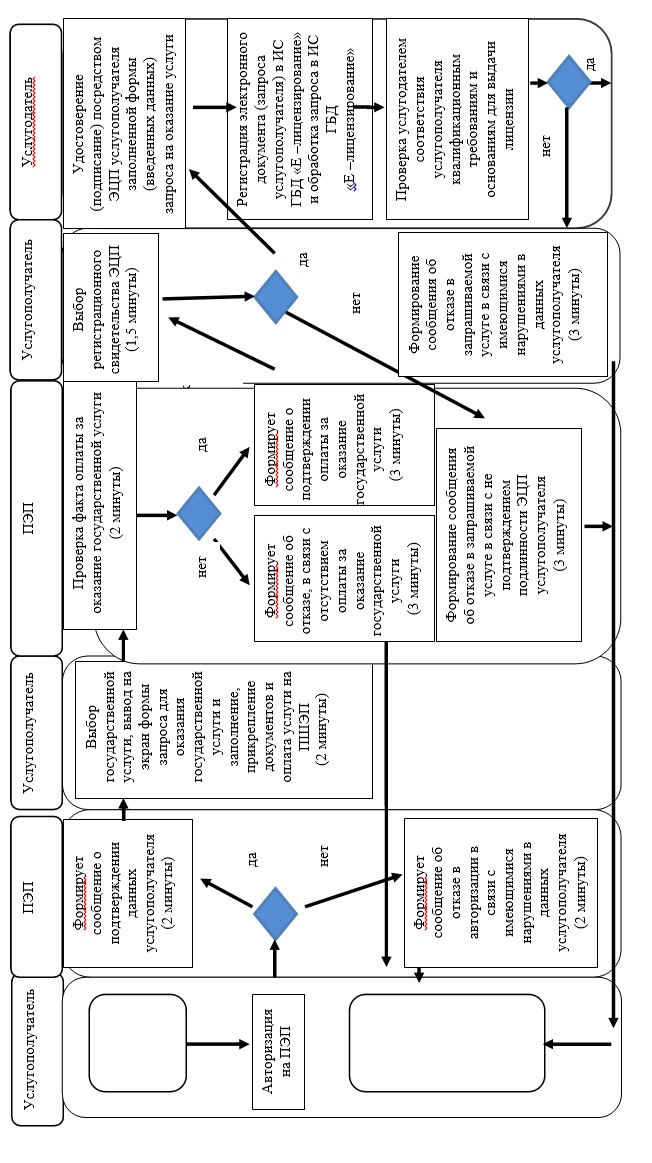 Услугополучатель
ПЭП
Услугополучатель
ПЭП
Услугополучатель
Услугодатель
Авторизация
на ПЭП
Формирует
сообщение о
подтверждении
данных
услугополучателя
(2 минуты)
да
нет
Формирует
сообщение об
отказе в
авторизации в
связи с
имеющимися
нарушениями в
данных
услугополучателя
(2 минуты)
Выбор
государственной
услуги, вывод на
экран формы
запроса для
оказания
государственной
услуги и
заполнение,
прикрепление
документов и
оплата услуги на
ПШЭП
(2 минуты)
Проверка факта оплаты за
оказание государственной услуги
(2 минуты)
нет
да
Формирует
сообщение об
отказе, в связи с
отсутствием
оплаты за
оказание
государственной
услуги
(3 минуты)
Формирует
сообщение о
подтверждении
оплаты за
оказание
государственной
услуги
(3 минуты)
Формирование сообщения
об отказе в запрашиваемой
услуге в связи с не
подтверждением
подлинности ЭЦП
услугополучателя
(3 минуты)
Выбор
регистрационного
свидетельства ЭЦП
(1,5 минуты)
да
нет
Формирование
сообщения об
отказе в
запрашиваемой
услуге в связи с
имеющимися
нарушениями в
данных
услугополучателя
(3 минуты)
Удостоверение
(подписание) посредством
ЭЦП услугополучателя
заполненной формы
(введенных данных)
запроса на оказание услуги
Регистрация электронного
документа (запроса
услугополучателя) в ИС
ГБД «Е –лицензирование»
и обработка запроса в ИС
ГБД
«Е –лицензирование»
Проверка услугодателем
соответствия
услугополучателя
квалификационным
требованиям и
основаниям для выдачи
лицензии
нет
да